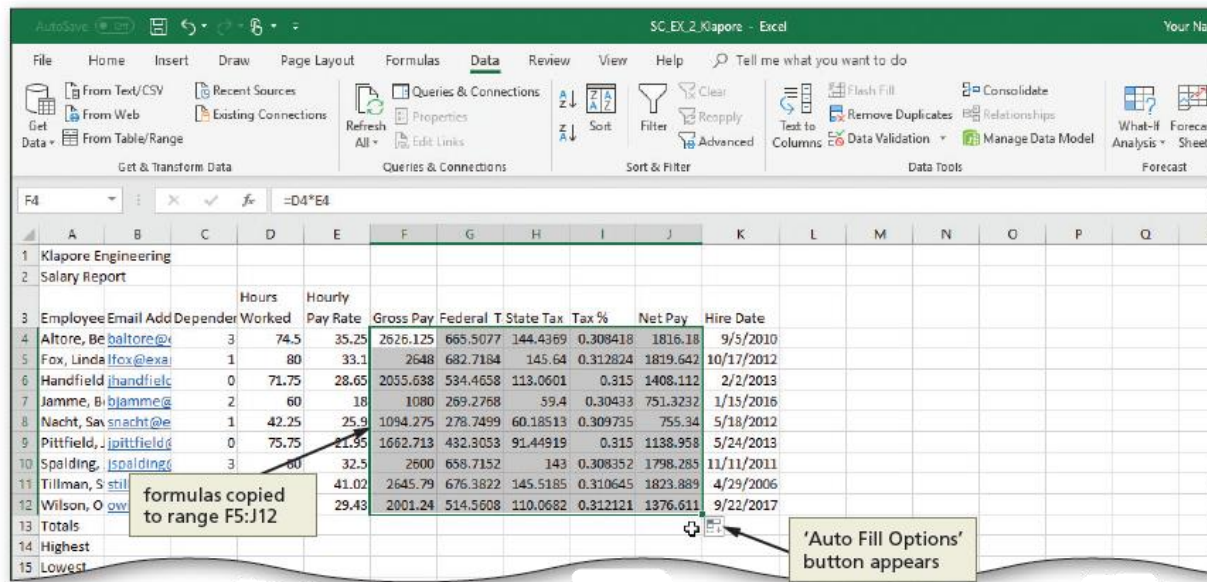 AutoSave Off SC_EX_2_Klapore - Excel Your Na
File Home Insert Draw Page Layout Formulas Data Review View Help Tell me what you want to do
Get Data
From Text/CSV
From Web
From Table/Range
Recent Sources
Existing Connections
Get & Transform Data
Refresh All
Queries & Connections
Properties
Edit Links
Queries & Connections
Sort
Filter
Clear
Reapply
Advanced
Sort & Filter
Text to Columns
Flash Fill
Remove Duplicates
Data Validation
Consolidate
Relationships
Manage Data Model
Data Tools
What-If Analysis
Forecas Sheet
Forecast
F4 fx =D4*E4
A B C D E F G H I J K L M N O P Q
1 Klapore Engineering
2 Salary Report
Hours Hourly
3 Employee Email Add Depender Worked Pay Rate Gross Pay Federal T State Tax Tax % Net Pay Hire Date
4 Altore, Be baltore@e 3 74.5 35.25 2626.125 665.5077 144.4369 0.308418 1816.18 9/5/2010
5 Fox, Linda lfox@exa 1 80 33.1 2648 682.7184 145.64 0.312824 1819.642 10/17/2012
6 Handfield jhandfield 0 71.75 28.65 2055.638 534.4658 113.0601 0.315 1408.112 2/2/2013
7 Jamme, B bjamme@ 2 60 18 1080 269.2768 59.4 0.30433 751.3232 1/15/2016
8 Nacht, Sav snacht@e 1 42.25 25.9 1094.275 278.7499 60.18513 0.309735 755.34 5/18/2012
9 Pittfield, J jpittfield@ 0 75.75 21.95 1662.713 432.3053 91.44919 0.315 1138.958 5/24/2013
10 Spalding, jspalding@ 3 80 32.5 2600 658.7152 143 0.308352 1798.285 11/11/2011
11 Tillman, S still 41.02 2645.79 676.3822 145.5185 0.310645 1823.889 4/29/2006
12 Wilson, O ow 29.43 2001.24 514.5608 110.0682 0.312121 1376.611 9/22/2017
13 Totals
14 Highest
15 Lowest
formulas copied
to range F5:J12
'Auto Fill Options'
button appears